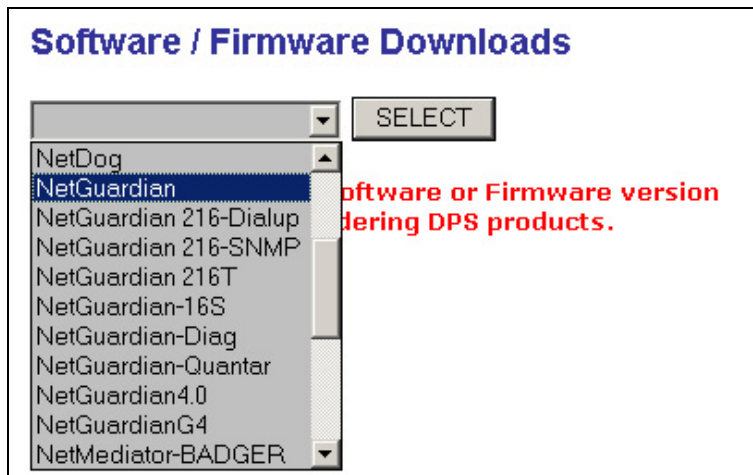 Software / Firmware Downloads
SELECT
NetDog
NetGuardian
oftware or Firmware version
NetGuardian 216-Dialup
dering DPS products.
NetGuardian 216-SNMP
NetGuardian 216T
NetGuardian-16S
NetGuardian-Diag
NetGuardian-Quantar
NetGuardian4.0
NetGuardianG4
NetMediator-BADGER